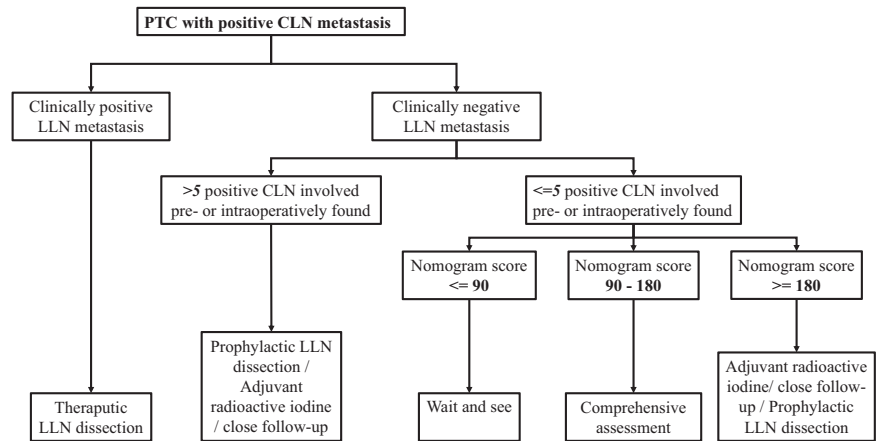 PTC with positive CLN metastasis
Clinically positive
LLN metastasis
Clinically negative
LLN metastasis
>5 positive CLN involved
pre- or intraoperatively found
<=5 positive CLN involved
pre- or intraoperatively found
Nomogram score
<= 90
Nomogram score
90 - 180
Nomogram score
>= 180
Theraputic
LLN dissection
Prophylactic LLN
dissection /
Adjuvant
radioactive iodine
/ close follow-up
Wait and see
Comprehensive
assessment
Adjuvant radioactive
iodine/ close follow-
up / Prophylactic
LLN dissection